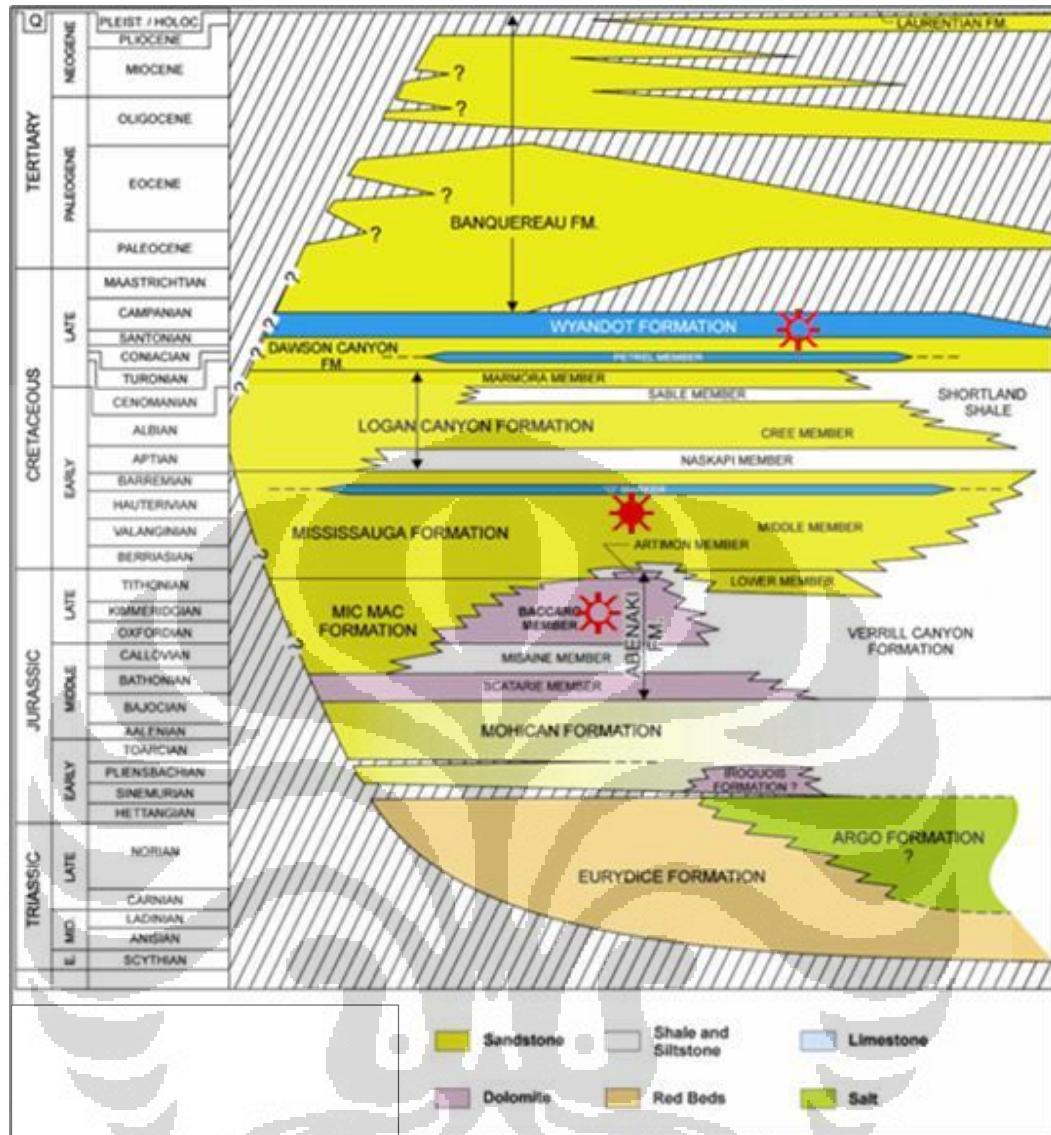 Q
PLEIST / HOLOC.
LAURENTIAN FM.
TERTIARY
NEOGENE
PLIOCENE
MIOCENE
?
?
PALEOGENE
OLIGOCENE
EOCENE
?
?
BANQUEREAU FM.
PALEOCENE
CRETACEOUS
LATE
MAASTRICHTIAN
?
CAMPANIAN
?
WYANDOT FORMATION
SANTONIAN
DAWSON CANYON
FM.
CONIACIAN
?
PETREL MEMBER
TURONIAN
?
MARMORA MEMBER
EARLY
CENOMANIAN
SABLE MEMBER
SHORTLAND
SHALE
ALBIAN
LOGAN CANYON FORMATION
CREE MEMBER
APTIAN
NASKAPI MEMBER
BARREMIAN
HAUTERIVIAN
VALANGINIAN
MISSISSAUGA FORMATION
MIDDLE MEMBER
ARTIMON MEMBER
BERRIASIAN
?
JURASSIC
LATE
TITHONIAN
LOWER MEMBER
KIMMERIDGIAN
MIC MAC
FORMATION
BACCARO
MEMBER
ABENAKI
FM.
OXFORDIAN
VERRILL CANYON
FORMATION
?
MIDDLE
CALLOVIAN
MISAINE MEMBER
BATHONIAN
SCATARIE MEMBER
BAJOCIAN
AALENIAN
MOHICAN FORMATION
EARLY
TOARCIAN
PLIENSBACHIAN
IROQUOIS
FORMATION ?
SINEMURIAN
HETTANGIAN
TRIASSIC
LATE
NORIAN
ARGO FORMATION
?
EURYDICE FORMATION
CARNIAN
MID.
LADINIAN
ANISIAN
E.
SCYTHIAN
Sandstone
Shale and
Siltstone
Limestone
Dolomite
Red Beds
Salt